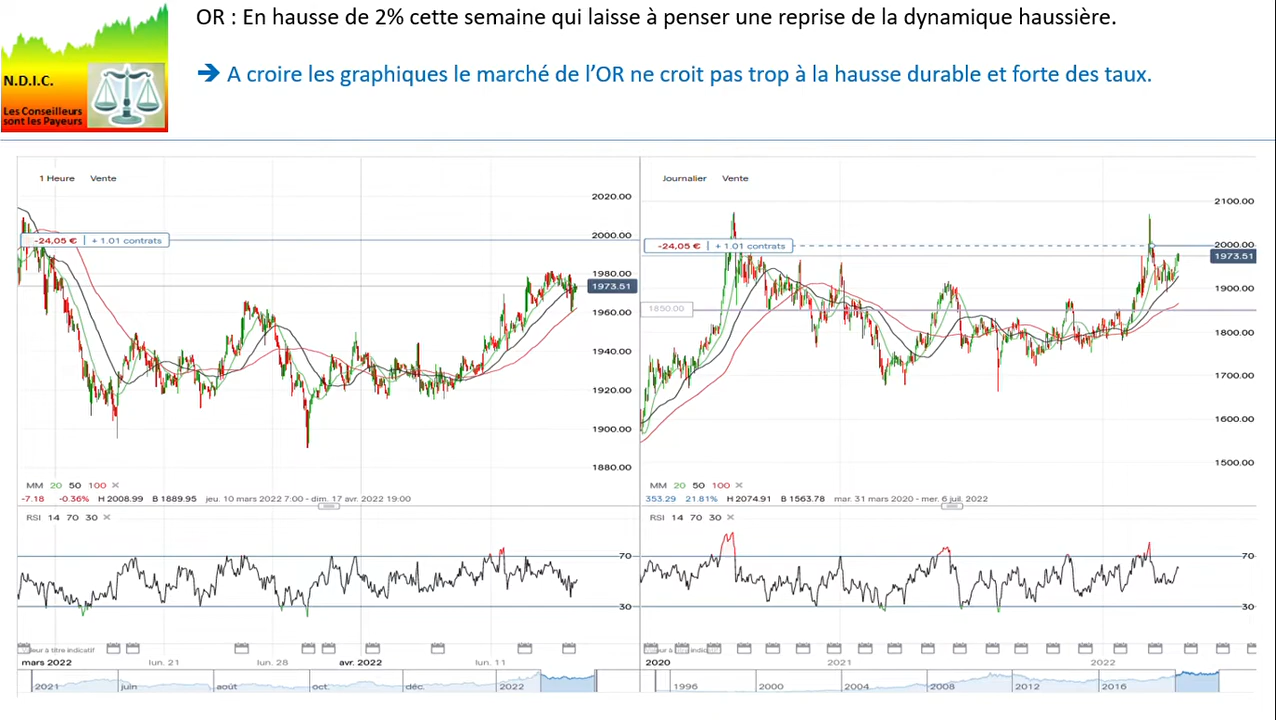 OR : En hausse de 2% cette semaine qui laisse à penser une reprise de la dynamique haussière.
➔ A croire les graphiques le marché de l'OR ne croit pas trop à la hausse durable et forte des taux.
N.D.I.C.
Les Conseilleurs
sont les Payeurs
1 Heure Vente
2020.00
2000.00
-24,05 € | + 1.01 contrats
1980.00
1973.51
1960.00
1940.00
1920.00
1900.00
1880.00
MM 20 50 100 ×
-7.18 -0.36% H 2008.99 B 1889.95 jeu. 10 mars 2022 7:00 - dim. 17 avr. 2022 19:00
RSI 14 70 30 ×
70
30
à titre indicatif
mars 2022 lun. 21 lun. 28 avr. 2022 lun. 11
2021 juin août oct. déc. 2022
Journalier Vente
2100.00
2000.00
-24,05 € | + 1.01 contrats
1973.51
1900.00
1850.00
1800.00
1700.00
1600.00
1500.00
MM 20 50 100 ×
353.29 21.81% H 2074.91 B 1563.78 mar. 31 mars 2020 - mer. 6 juil. 2022
RSI 14 70 30 ×
70
30
2020 2021 2022
1996 2000 2004 2008 2012 2016